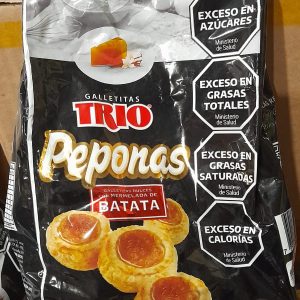 GALLETITAS
TRIO®
Peponas
GALLETITAS DULCES
CON MERMELADA DE
BATATA
EXCESO EN
AZÚCARES
Ministerio
de Salud
EXCESO EN
GRASAS
TOTALES
Ministerio
de Salud
EXCESO EN
GRASAS
SATURADAS
Ministerio
de Salud
EXCESO EN
CALORÍAS
Ministerio
de Salud